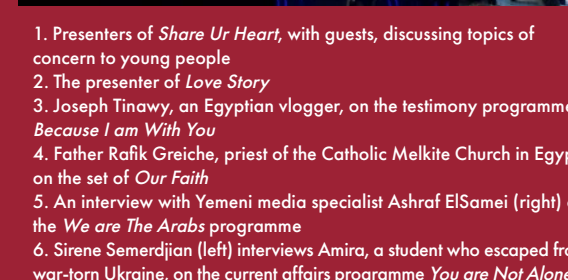 1. Presenters of Share Ur Heart, with guests, discussing topics of
concern to young people
2. The presenter of Love Story
3. Joseph Tinawy, an Egyptian vlogger, on the testimony programme
Because I am With You
4. Father Rafik Greiche, priest of the Catholic Melkite Church in
on the set of Our Faith
5. An interview with Yemeni media specialist Ashraf ElSamei (right)
the We are The Arabs programme
6. Sirene Semerdjian (left) interviews Amira, a student who escaped
war-torn Ukraine, on the current affairs programme You are Not Alone